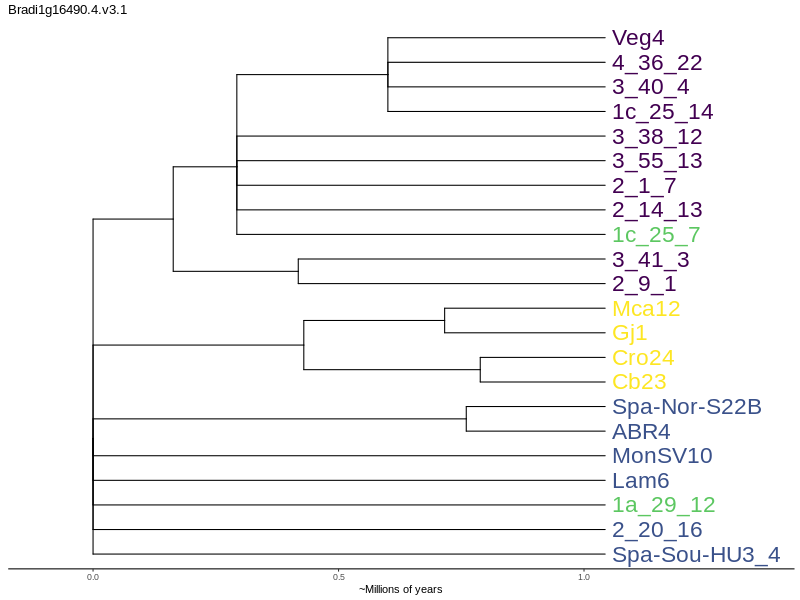 Bradi1g16490.4.v3.1
Veg4
4_36_22
3_40_4
1c_25_14
3_38_12
3_55_13
2_1_7
2_14_13
1c_25_7
3_41_3
2_9_1
Mca12
Gj1
Cro24
Cb23
Spa-Nor-S22B
ABR4
MonSV10
Lam6
1a_29_12
2_20_16
Spa-Sou-HU3_4
0.0 0.5 1.0
~Millions of years